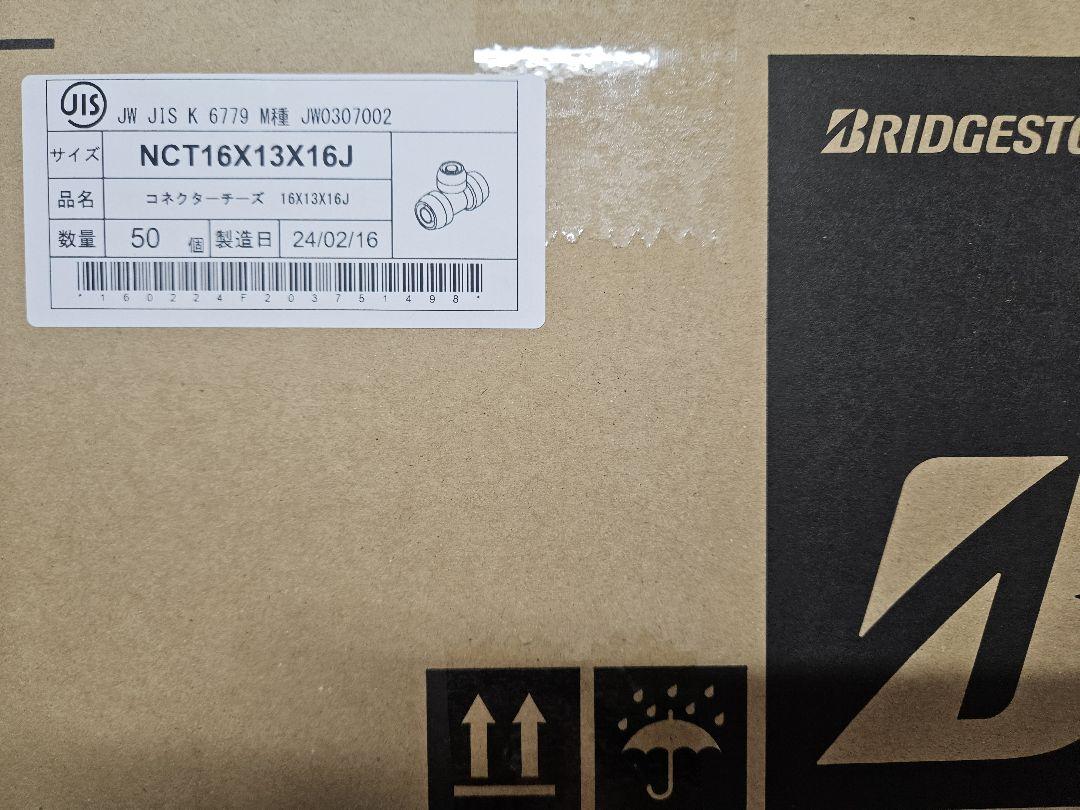 JIS
JW JIS K 6779 M種 JW0307002
サイズ NCT16X13X16J
品名 コネクターチーズ 16X13X16J
数量 50 個 製造日 24/02/16
*160224F203751498*
BRIDGESTO